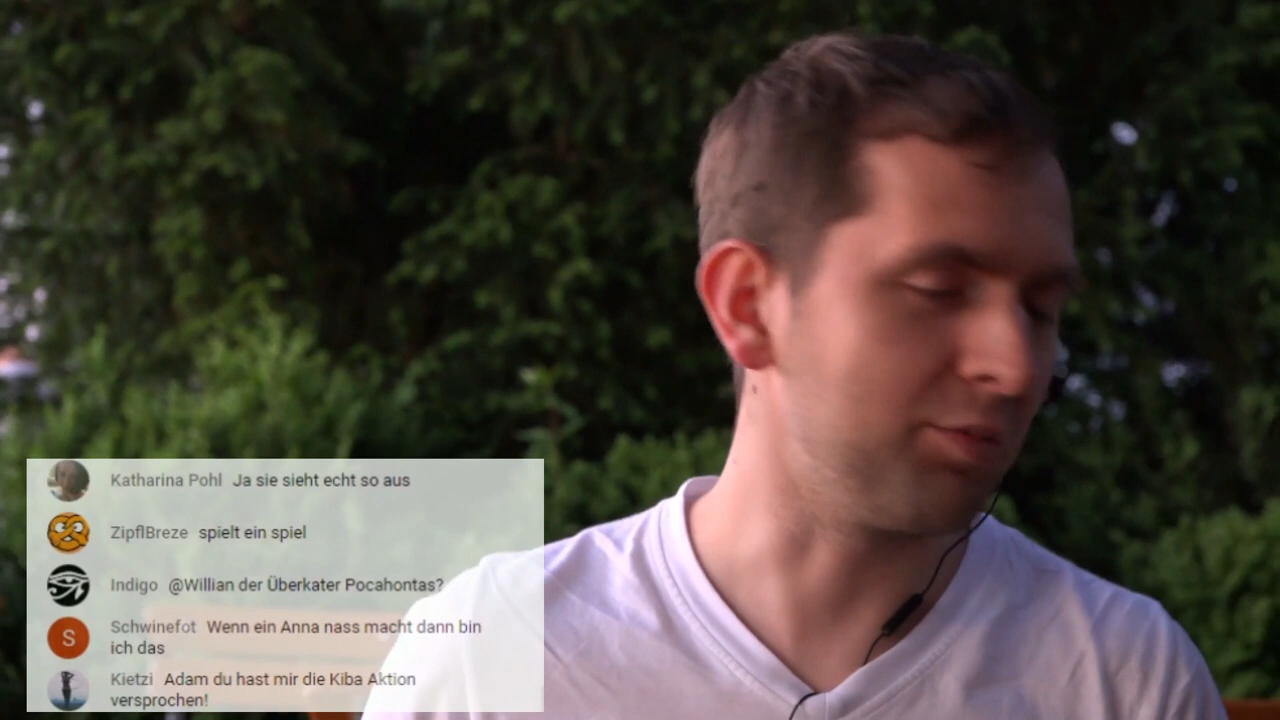 Katharina Pohl Ja sie sieht echt so aus
ZipflBreze spielt ein spiel
Indigo @Willian der Überkater Pocahontas?
S Schwinefot Wenn ein Anna nass macht dann bin
ich das
Kietzi Adam du hast mir die Kiba Aktion
versprochen!